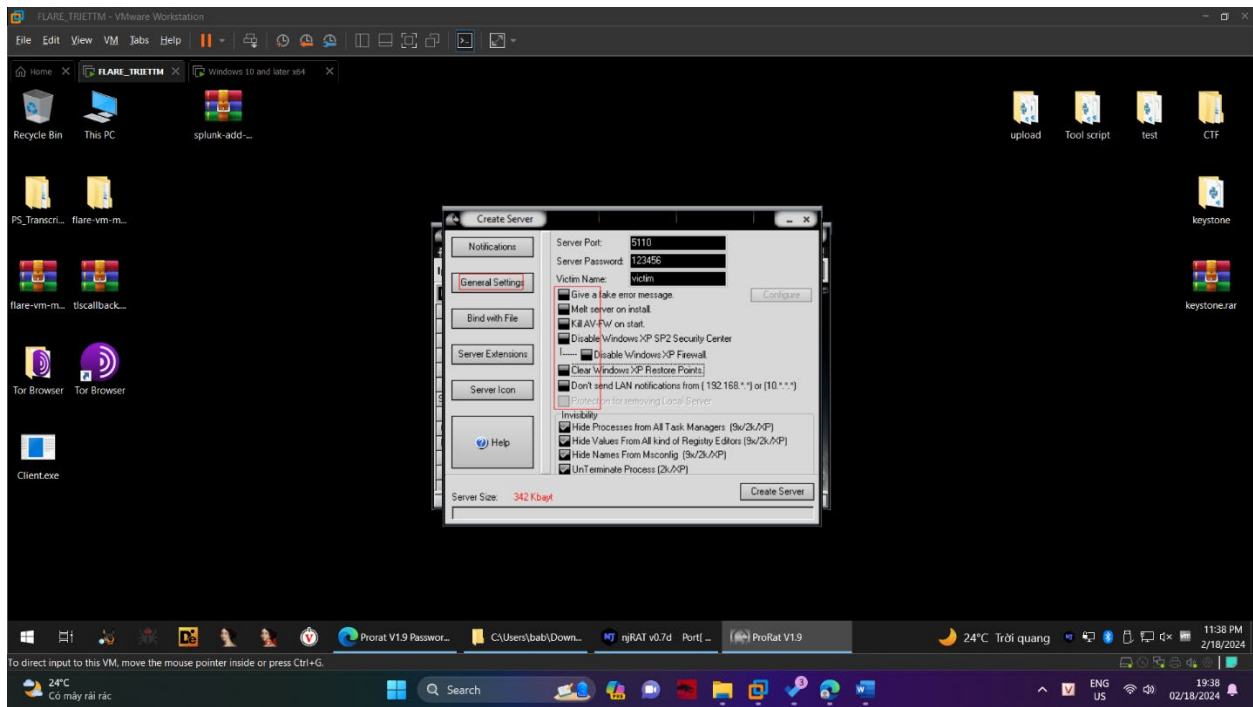 FLARE_TRIETTM - VMware Workstation
File Edit View VM Tabs Help
Home FLARE_TRIETTM Windows 10 and later x64
Recycle Bin
This PC
splunk-add-...
upload
Tool script
test
CTF
PS_Transcri...
flare-vm-m...
keystone
flare-vm-m...
tlscallback...
keystone.rar
Tor Browser
Tor Browser
Client.exe
Create Server
Notifications
General Settings
Bind with File
Server Extensions
Server Icon
Help
Server Port: 5110
Server Password: 123456
Victim Name: victim
Give a fake error message. Configure
Melt server on install.
Kill AV-FW on start.
Disable Windows XP SP2 Security Center
Disable Windows XP Firewall.
Clear Windows XP Restore Points.
Don't send LAN notifications from ( 192.168.*.*) or (10.*.*.*)
Protection for removing Local Server
Invisibility
Hide Processes from All Task Managers (9x/2k/XP)
Hide Values From All kind of Registry Editors (9x/2k/XP)
Hide Names From Msconfig (9x/2k/XP)
UnTerminate Process (2k/XP)
Server Size: 342 Kbayt
Create Server
Prorat V1.9 Passwor...
C:\Users\bab\Down...
njRAT v0.7d Port[ _
ProRat V1.9
24°C Trời quang
11:38 PM
2/18/2024
To direct input to this VM, move the mouse pointer inside or press Ctrl+G.
24°C
Có mây rải rác
Search
ENG
US
19:38
02/18/2024